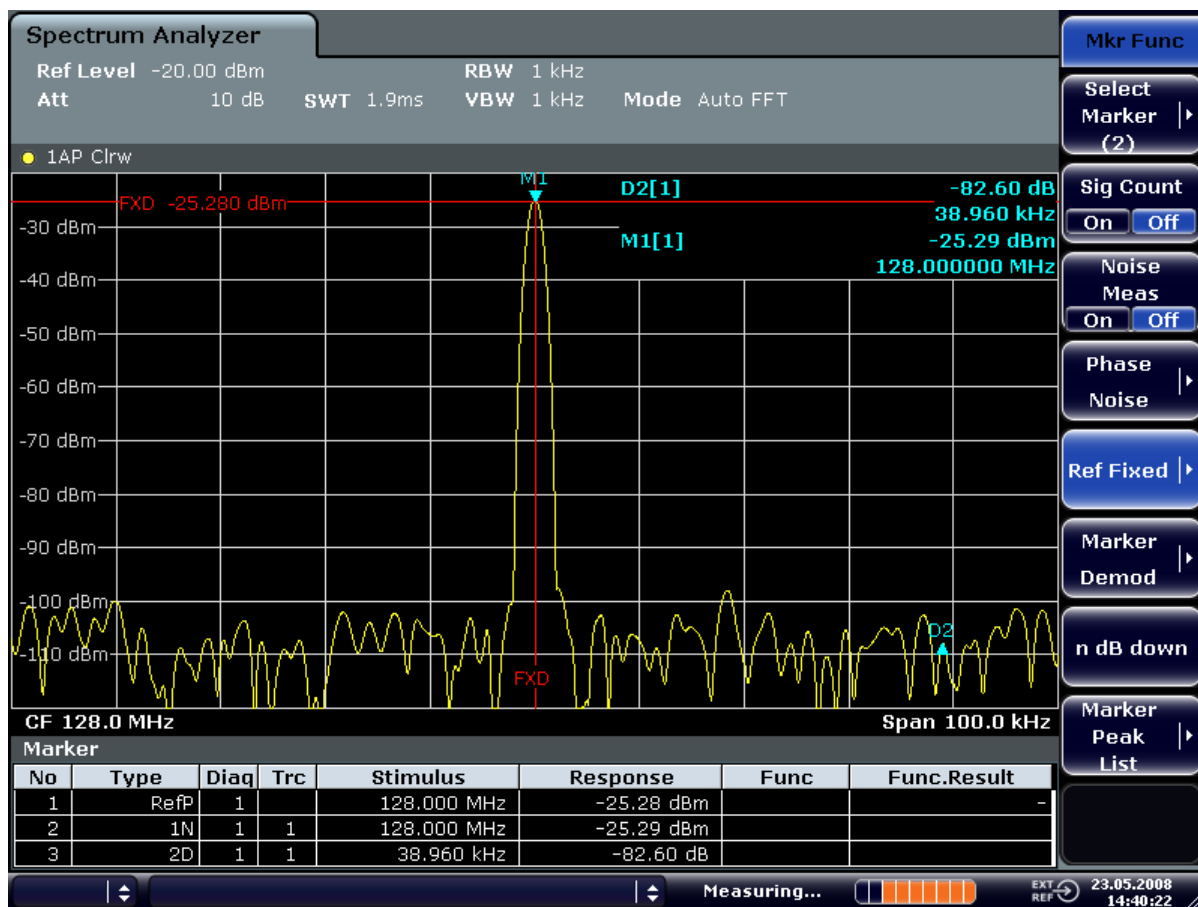 Spectrum Analyzer
Ref Level -20.00 dBm RBW 1 kHz
Att 10 dB SWT 1.9ms VBW 1 kHz Mode Auto FFT
1AP Clrw
M1
D2[1] -82.60 dB
38.960 kHz
M1[1] -25.29 dBm
128.000000 MHz
FXD -25.280 dBm
-30 dBm
-40 dBm
-50 dBm
-60 dBm
-70 dBm
-80 dBm
-90 dBm
-100 dBm
-110 dBm
D2
FXD
CF 128.0 MHz Span 100.0 kHz
Marker
No Type Diaq Trc Stimulus Response Func Func.Result
1 RefP 1 128.000 MHz -25.28 dBm -
2 1N 1 1 128.000 MHz -25.29 dBm
3 2D 1 1 38.960 kHz -82.60 dB
Mkr Func
Select
Marker
(2)
Sig Count
On Off
Noise
Meas
On Off
Phase
Noise
Ref Fixed
Marker
Demod
n dB down
Marker
Peak
List
Measuring...
EXT
REF
23.05.2008
14:40:22